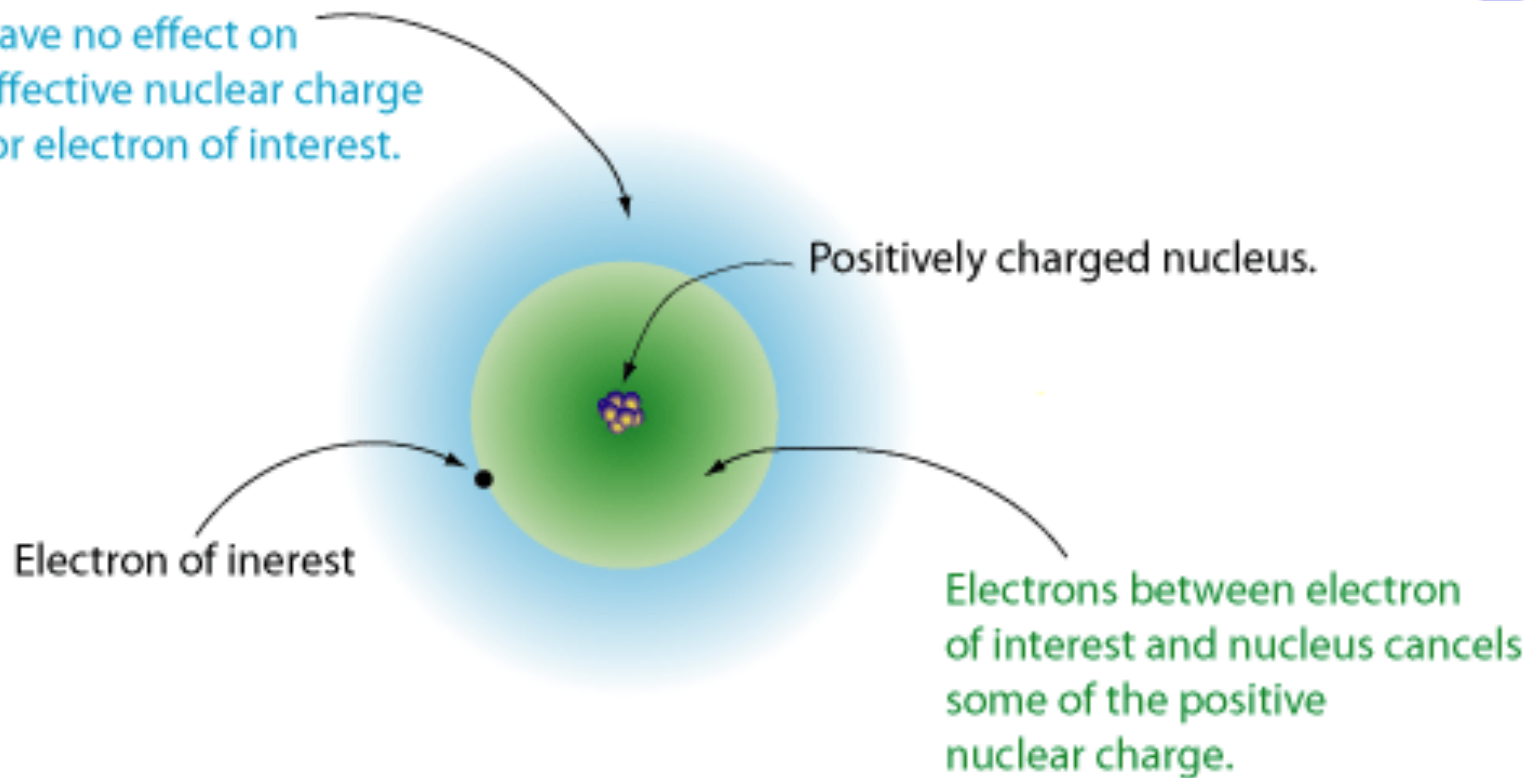 ave no effect on
ffective nuclear charge
or electron of interest.
Positively charged nucleus.
Electron of inerest
Electrons between electron
of interest and nucleus cancels
some of the positive
nuclear charge.